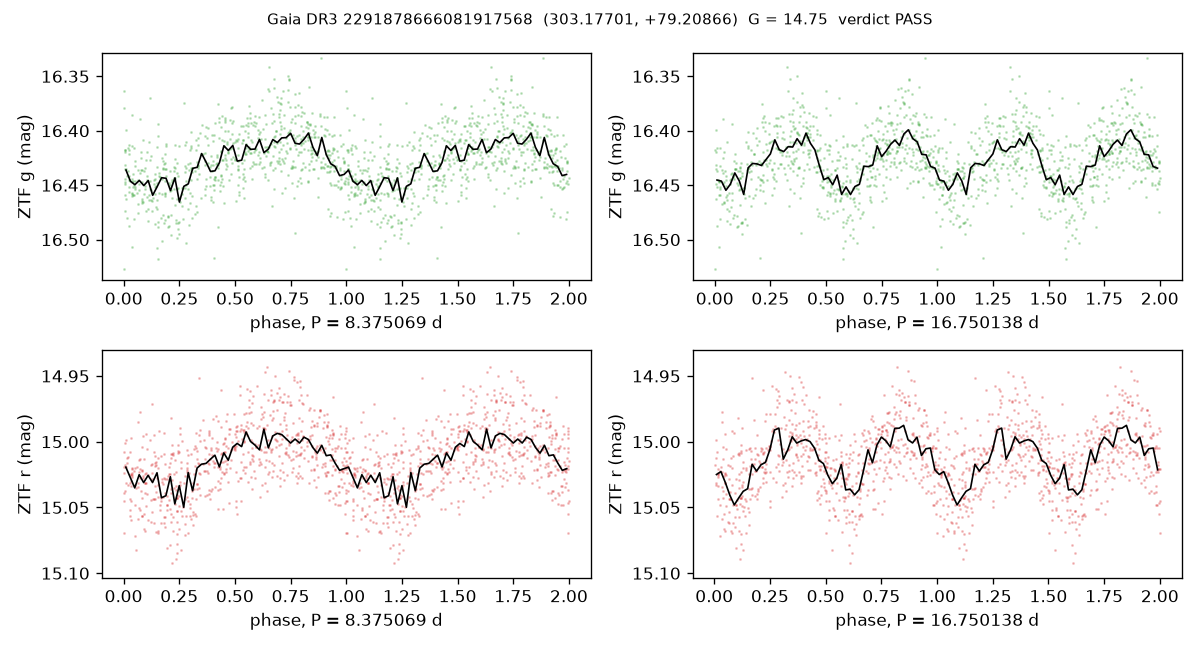 Gaia DR3 2291878666081917568 (303.17701, +79.20866) G = 14.75 verdict PASS
ZTF g (mag)
16.35
16.40
16.45
16.50
0.00 0.25 0.50 0.75 1.00 1.25 1.50 1.75 2.00
phase, P = 8.375069 d
ZTF g (mag)
16.35
16.40
16.45
16.50
0.00 0.25 0.50 0.75 1.00 1.25 1.50 1.75 2.00
phase, P = 16.750138 d
ZTF r (mag)
14.95
15.00
15.05
15.10
0.00 0.25 0.50 0.75 1.00 1.25 1.50 1.75 2.00
phase, P = 8.375069 d
ZTF r (mag)
14.95
15.00
15.05
15.10
0.00 0.25 0.50 0.75 1.00 1.25 1.50 1.75 2.00
phase, P = 16.750138 d